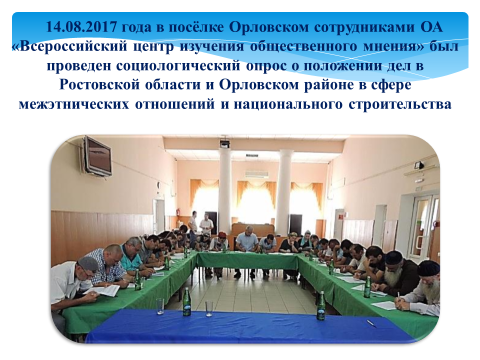 14.08.2017 года в посёлке Орловском сотрудниками ОА
«Всероссийский центр изучения общественного мнения» был
проведен социологический опрос о положении дел в
Ростовской области и Орловском районе в сфере
межэтнических отношений и национального строительства